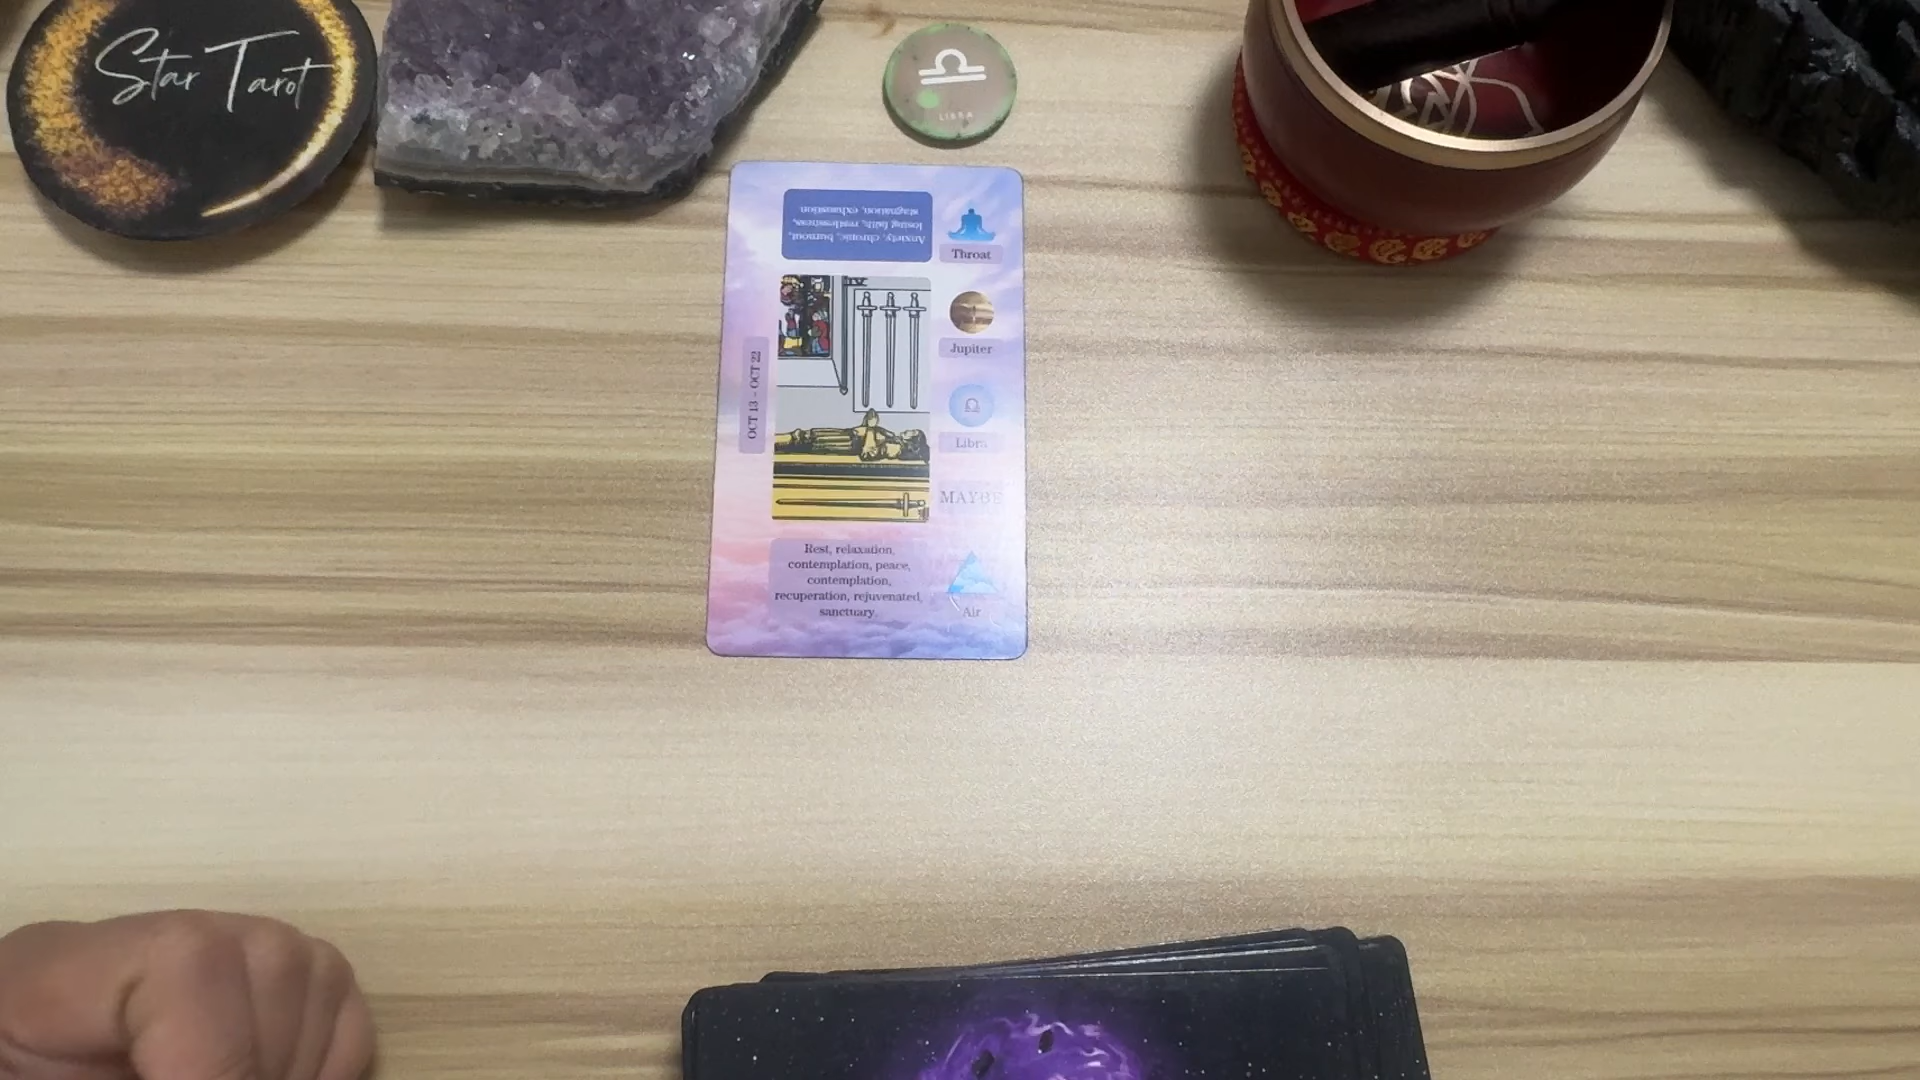 Star Tarot
LIBRA
Anxiety, chronic, burnout,
losing faith, restlessness,
stagnation, exhaustion
Throat
IV
Jupiter
OCT 13 - OCT 22
Libra
MAYBE
Rest, relaxation,
contemplation, peace,
contemplation,
recuperation, rejuvenated,
sanctuary.
Air